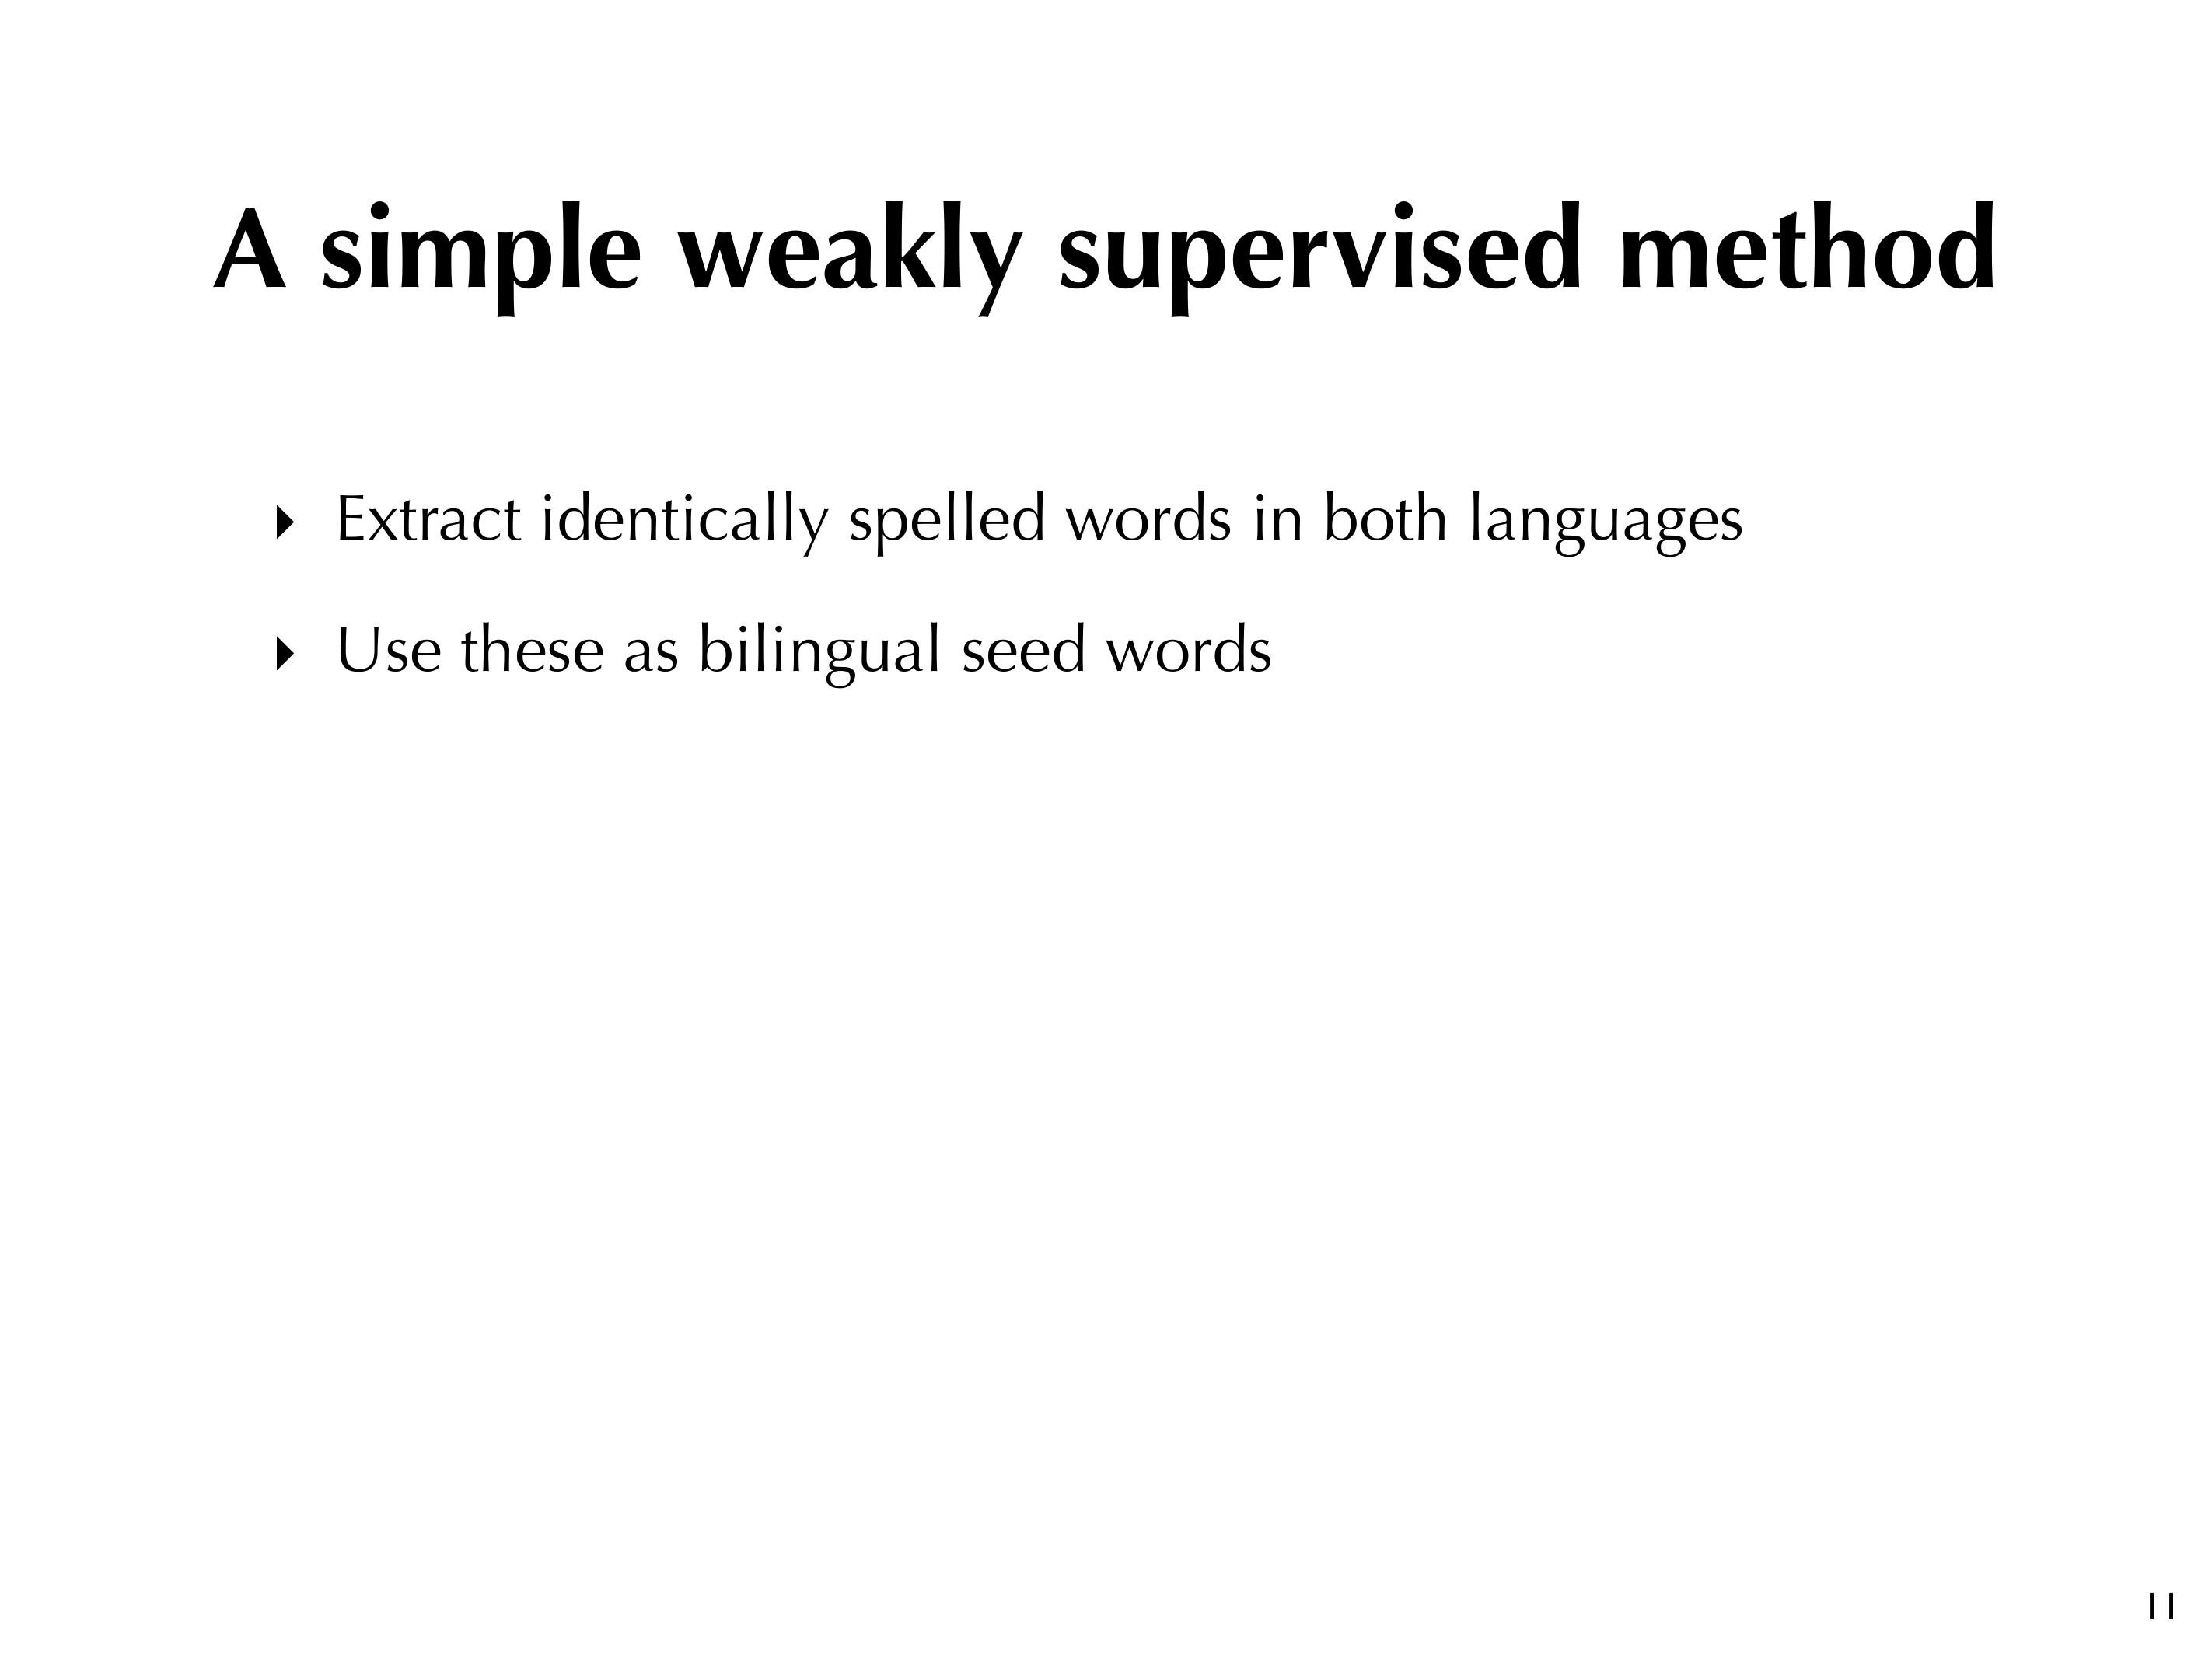 A simple weakly supervised method
‣ Extract identically spelled words in both languages
‣ Use these as bilingual seed words
11